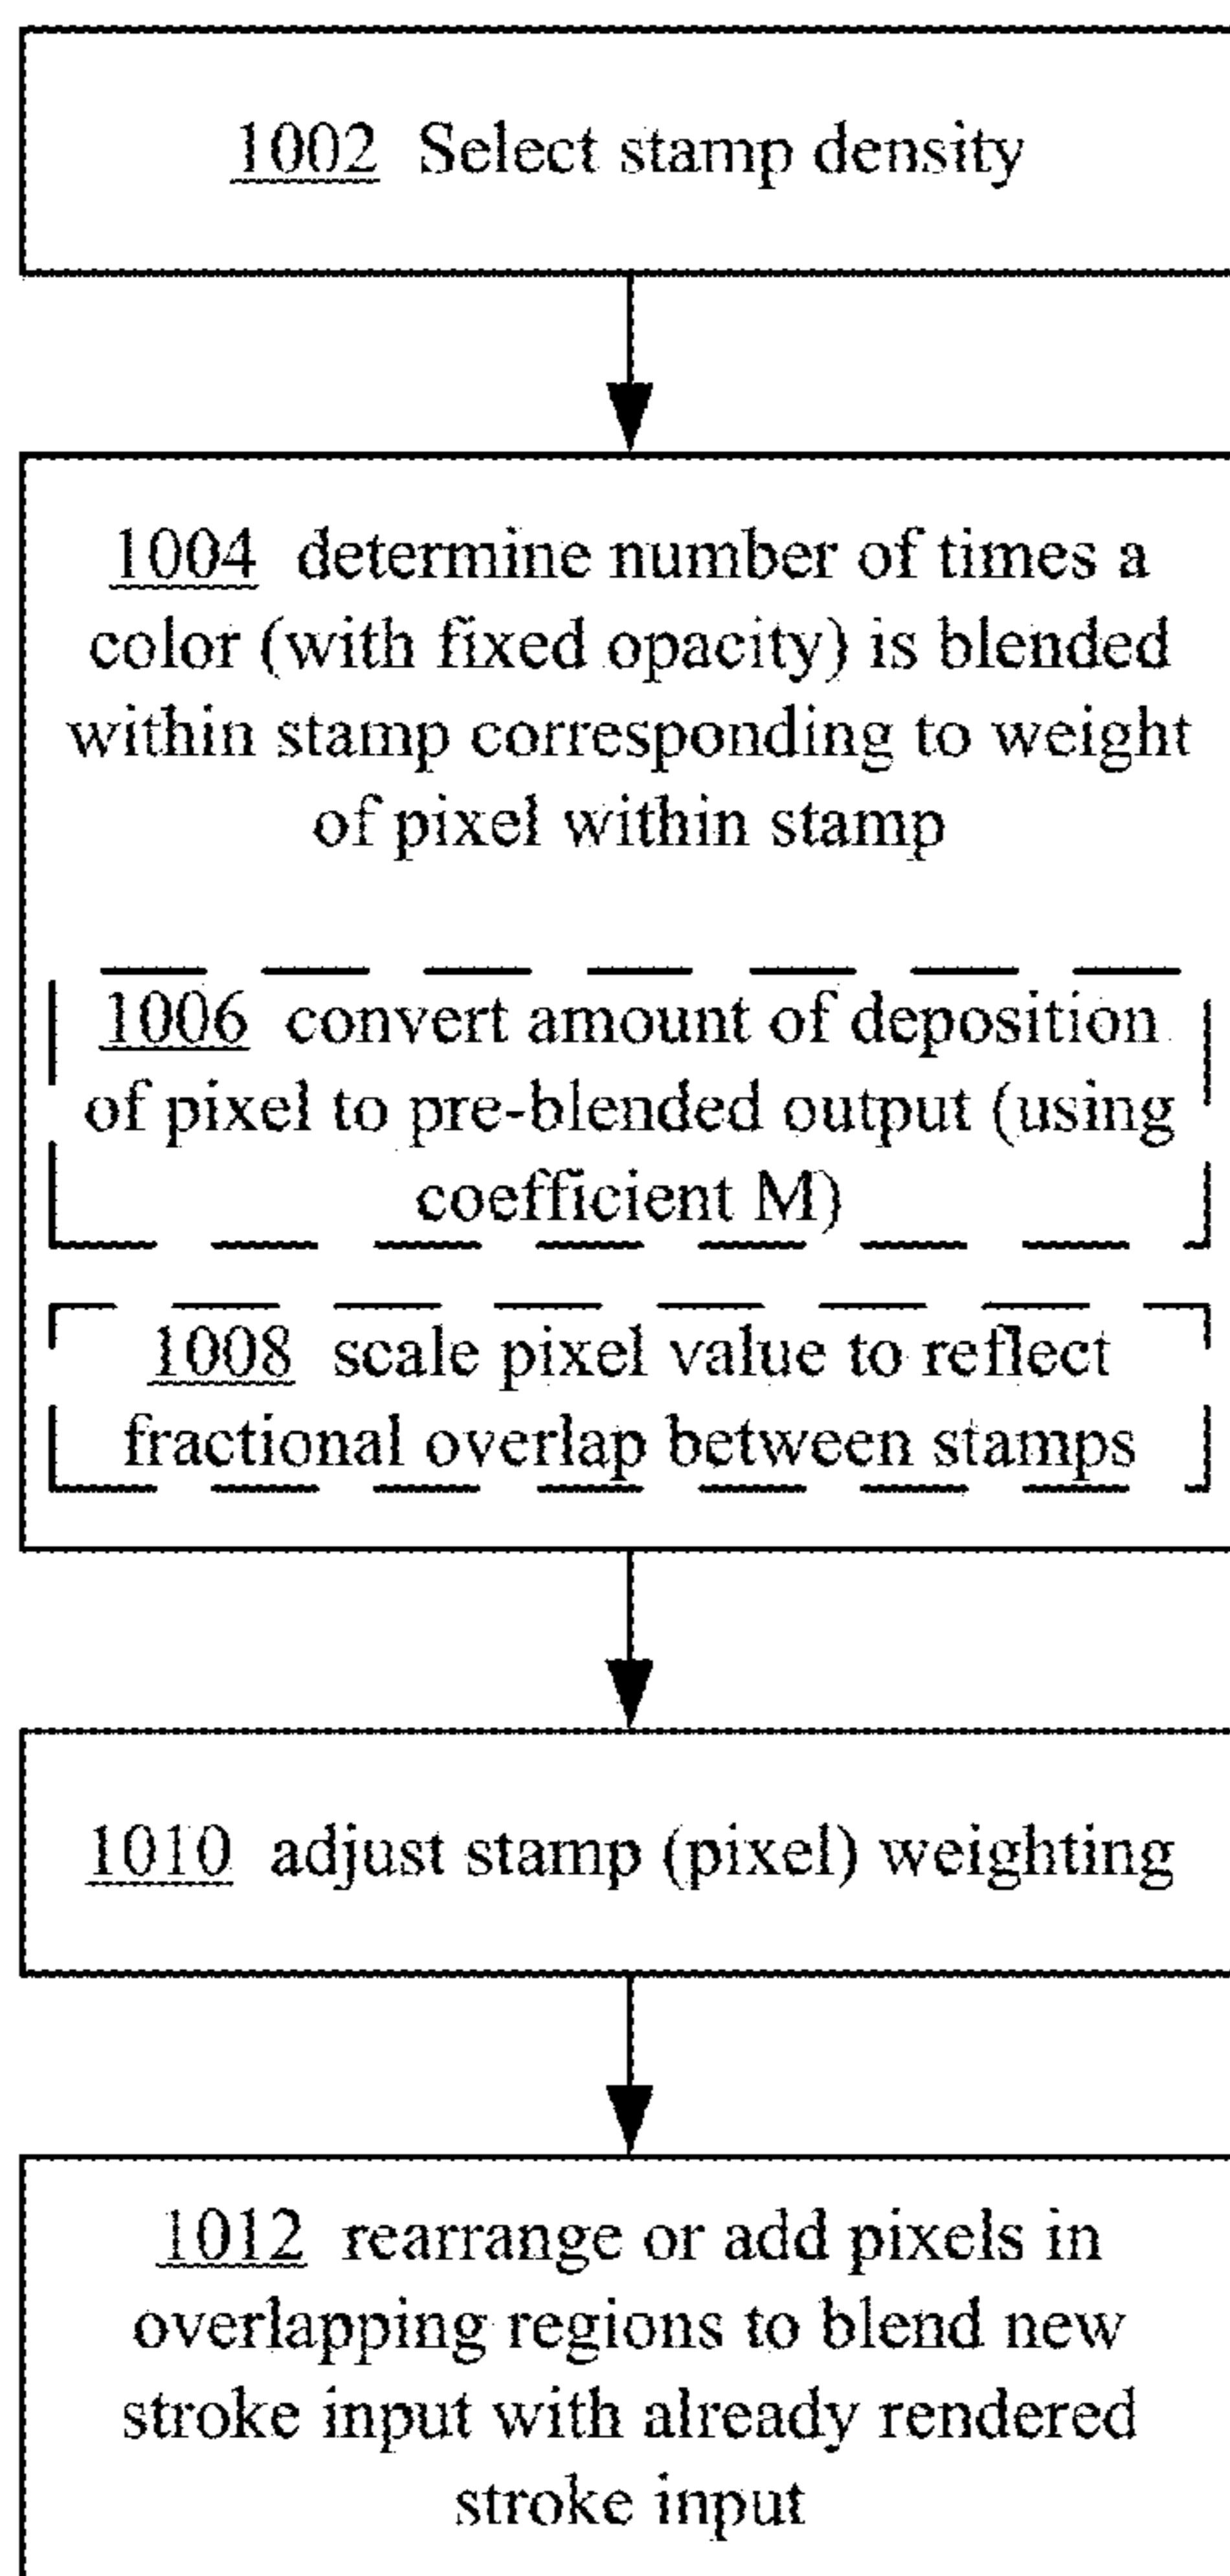 1002 Select stamp density
1004 determine number of times a
color (with fixed opacity) is blended
within stamp corresponding to weight
of pixel within stamp
1006 convert amount of deposition
of pixel to pre-blended output (using
coefficient M)
1008 scale pixel value to reflect
fractional overlap between stamps
1010 adjust stamp (pixel) weighting
1012 rearrange or add pixels in
overlapping regions to blend new
stroke input with already rendered
stroke input